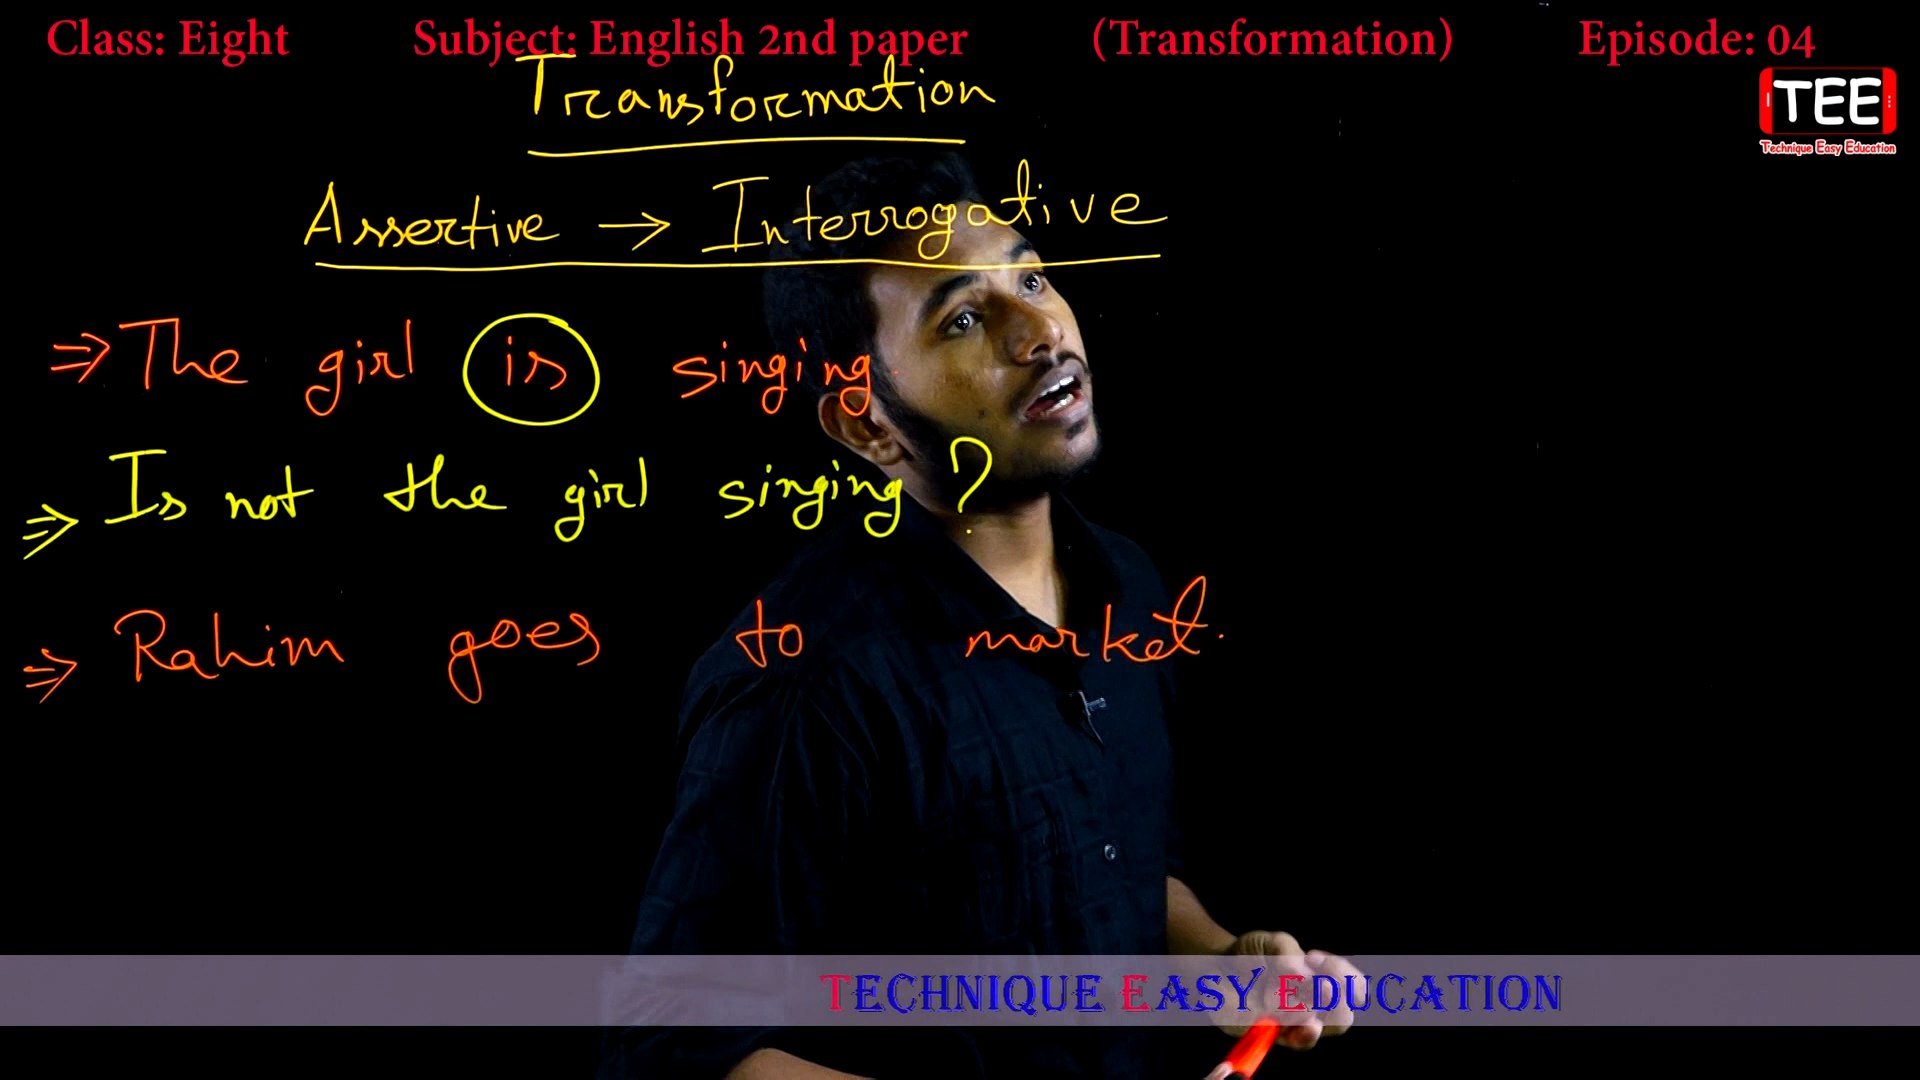 Class: Eight Subject: English 2nd paper (Transformation) Episode: 04
TEE
Technique Easy Education
Transformation
Assertive → Interrogative
⇒ The girl is singing.
⇒ Is not the girl singing?
⇒ Rahim goes to market.
TECHNIQUE EASY EDUCATION